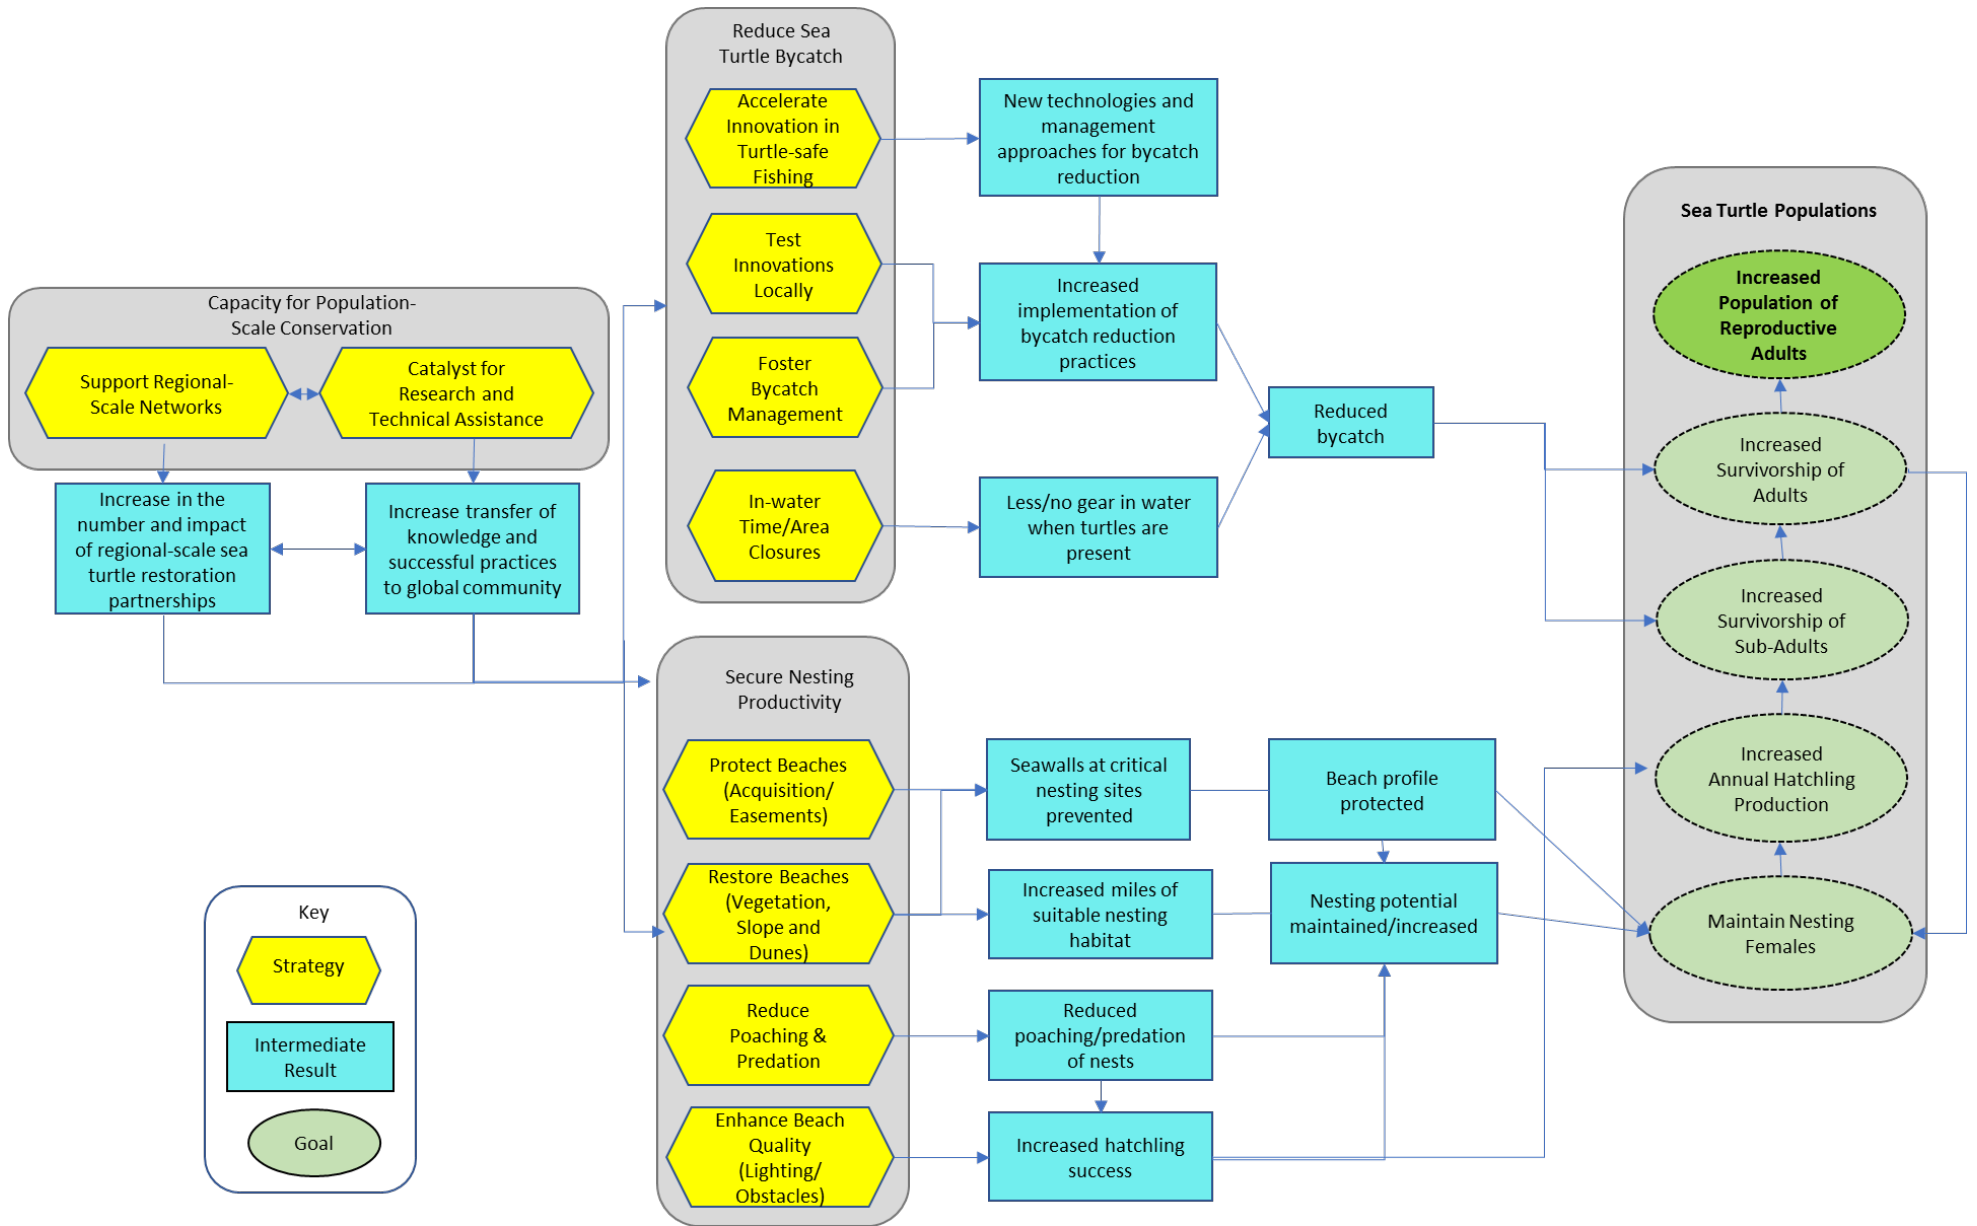 Reduce Sea
Turtle Bycatch
Accelerate
Innovation in
Turtle-safe
Fishing
New technologies and
management
approaches for bycatch
reduction
Test
Innovations
Locally
Increased
implementation of
bycatch reduction
practices
Foster
Bycatch
Management
In-water
Time/Area
Closures
Less/no gear in water
when turtles are
present
Reduced
bycatch
Capacity for Population-
Scale Conservation
Support Regional-
Scale Networks
Catalyst for
Research and
Technical Assistance
Increase in the
number and impact
of regional-scale sea
turtle restoration
partnerships
Increase transfer of
knowledge and
successful practices
to global community
Secure Nesting
Productivity
Protect Beaches
(Acquisition/
Easements)
Seawalls at critical
nesting sites
prevented
Beach profile
protected
Restore Beaches
(Vegetation,
Slope and
Dunes)
Increased miles of
suitable nesting
habitat
Nesting potential
maintained/increased
Reduce
Poaching &
Predation
Reduced
poaching/predation
of nests
Enhance Beach
Quality
(Lighting/
Obstacles)
Increased hatchling
success
Sea Turtle Populations
Increased
Population of
Reproductive
Adults
Increased
Survivorship of
Adults
Increased
Survivorship of
Sub-Adults
Increased
Annual Hatchling
Production
Maintain Nesting
Females
Key
Strategy
Intermediate
Result
Goal